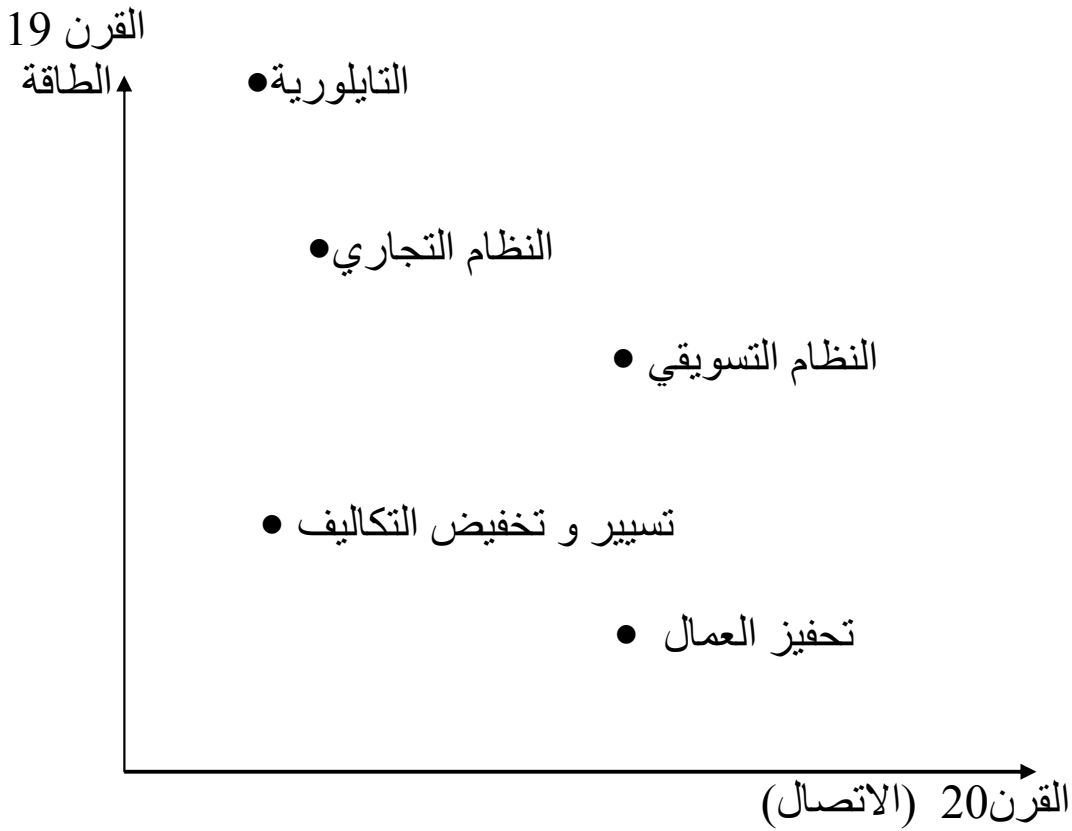 القرن 19
الطاقة
التايلورية
النظام التجاري
النظام التسويقي
تسيير و تخفيض التكاليف
تحفيز العمال
القرن20 (الاتصال)